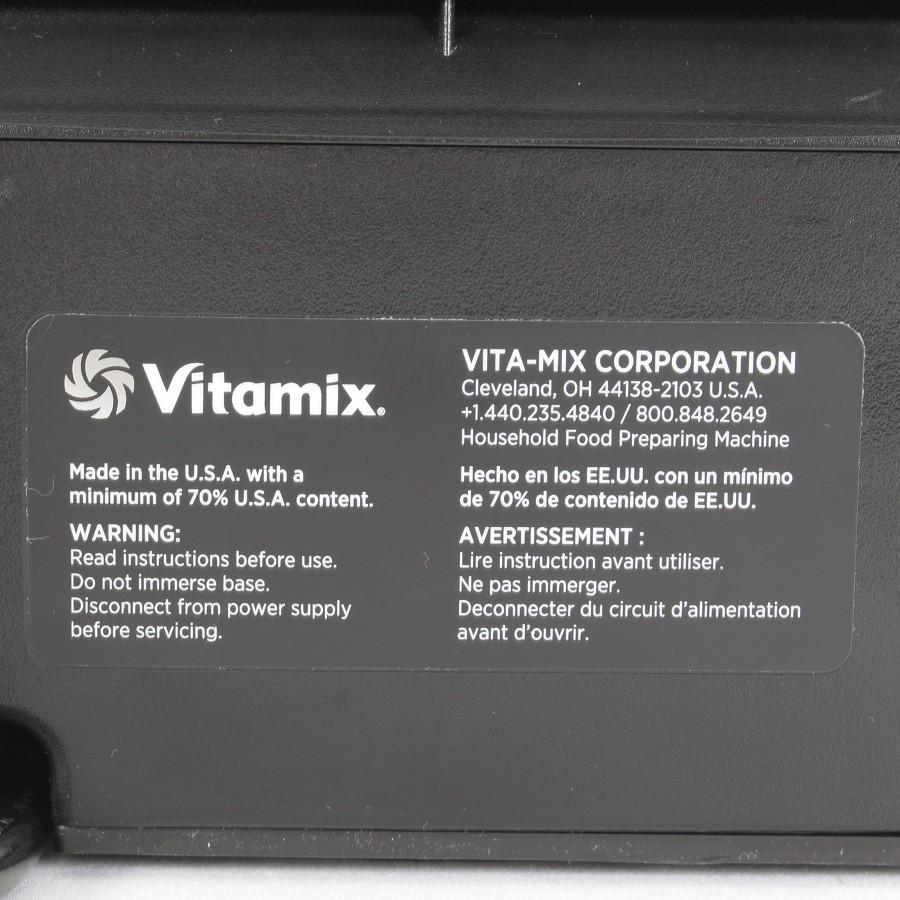 Vitamix®
Made in the U.S.A. with a
minimum of 70% U.S.A. content.
WARNING:
Read instructions before use.
Do not immerse base.
Disconnect from power supply
before servicing.
VITA-MIX CORPORATION
Cleveland, OH 44138-2103 U.S.A.
+1.440.235.4840 / 800.848.2649
Household Food Preparing Machine
Hecho en los EE.UU. con un mínimo
de 70% de contenido de EE.UU.
AVERTISSEMENT :
Lire instruction avant utiliser.
Ne pas immerger.
Deconnecter du circuit d'alimentation
avant d'ouvrir.